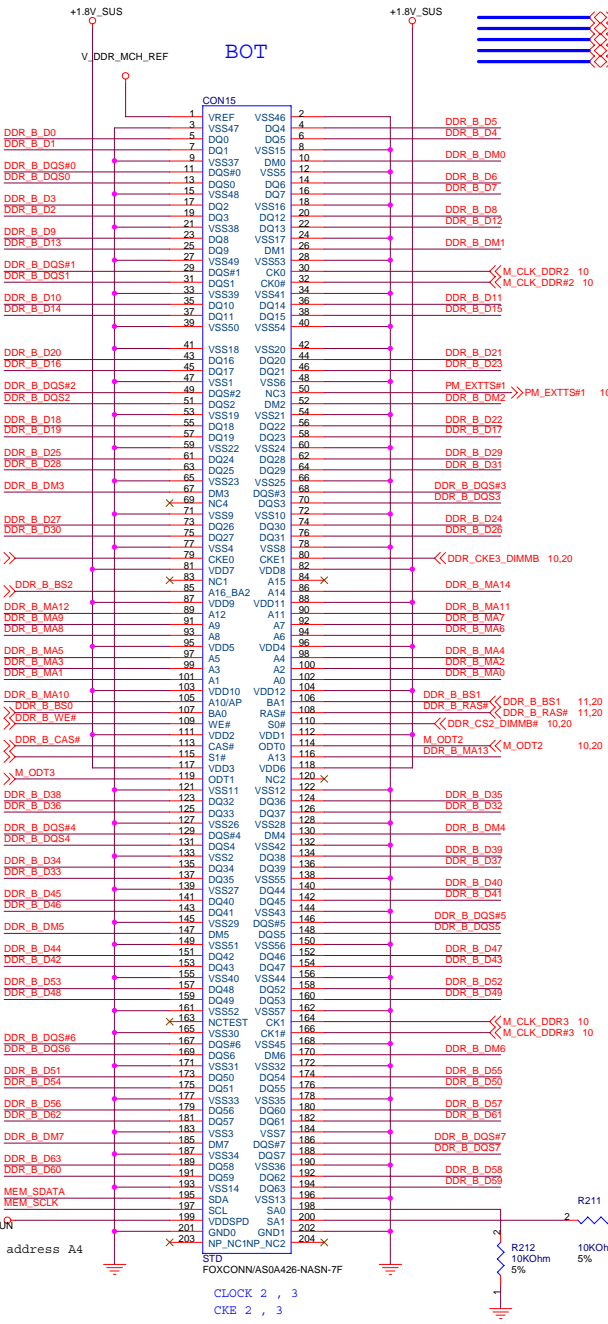 +1.8V_SUS +1.8V_SUS
V_DDR_MCH_REF BOT
CON15
1 VREF VSS46 2
3 VSS47 DQ4 4 DDR_B_D5
DDR_B_D0 5 DQ0 DQ5 6 DDR_B_D4
DDR_B_D1 7 DQ1 VSS15 8
9 VSS37 DM0 10 DDR_B_DM0
DDR_B_DQS#0 11 DQS#0 VSS5 12
DDR_B_DQS0 13 DQS0 DQ6 14 DDR_B_D6
15 VSS48 DQ7 16 DDR_B_D7
DDR_B_D3 17 DQ2 VSS16 18
DDR_B_D2 19 DQ3 DQ12 20 DDR_B_D8
21 VSS38 DQ13 22 DDR_B_D12
DDR_B_D9 23 DQ8 VSS17 24
DDR_B_D13 25 DQ9 DM1 26 DDR_B_DM1
27 VSS49 VSS53 28
DDR_B_DQS#1 29 DQS#1 CK0 30 M_CLK_DDR2 10
DDR_B_DQS1 31 DQS1 CK0# 32 M_CLK_DDR#2 10
33 VSS39 VSS41 34
DDR_B_D10 35 DQ10 DQ14 36 DDR_B_D11
DDR_B_D14 37 DQ11 DQ15 38 DDR_B_D15
39 VSS50 VSS54 40
41 VSS18 VSS20 42
DDR_B_D20 43 DQ16 DQ20 44 DDR_B_D21
DDR_B_D16 45 DQ17 DQ21 46 DDR_B_D23
47 VSS1 VSS6 48
DDR_B_DQS#2 49 DQS#2 NC3 50 PM_EXTTS#1 PM_EXTTS#1 10
DDR_B_DQS2 51 DQS2 DM2 52 DDR_B_DM2
53 VSS19 VSS21 54
DDR_B_D18 55 DQ18 DQ22 56 DDR_B_D22
DDR_B_D19 57 DQ19 DQ23 58 DDR_B_D17
59 VSS22 VSS24 60
DDR_B_D25 61 DQ24 DQ28 62 DDR_B_D29
DDR_B_D28 63 DQ25 DQ29 64 DDR_B_D31
65 VSS23 VSS25 66
DDR_B_DM3 67 DM3 DQS#3 68 DDR_B_DQS#3
69 NC4 DQS3 70 DDR_B_DQS3
71 VSS9 VSS10 72
DDR_B_D27 73 DQ26 DQ30 74 DDR_B_D24
DDR_B_D30 75 DQ27 DQ31 76 DDR_B_D26
77 VSS4 VSS8 78
79 CKE0 CKE1 80 DDR_CKE3_DIMMB 10,20
81 VDD7 VDD8 82
83 NC1 A15 84
DDR_B_BS2 85 A16_BA2 A14 86 DDR_B_MA14
87 VDD9 VDD11 88
DDR_B_MA12 89 A12 A11 90 DDR_B_MA11
DDR_B_MA9 91 A9 A7 92 DDR_B_MA7
DDR_B_MA8 93 A8 A6 94 DDR_B_MA6
95 VDD5 VDD4 96
DDR_B_MA5 97 A5 A4 98 DDR_B_MA4
DDR_B_MA3 99 A3 A2 100 DDR_B_MA2
DDR_B_MA1 101 A1 A0 102 DDR_B_MA0
103 VDD10 VDD12 104
DDR_B_MA10 105 A10/AP BA1 106 DDR_B_BS1 DDR_B_BS1 11,20
DDR_B_BS0 107 BA0 RAS# 108 DDR_B_RAS# DDR_B_RAS# 11,20
DDR_B_WE# 109 WE# S0# 110 DDR_CS2_DIMMB# 10,20
111 VDD2 VDD1 112
DDR_B_CAS# 113 CAS# ODT0 114 M_ODT2 M_ODT2 10,20
115 S1# A13 116 DDR_B_MA13
117 VDD3 VDD6 118
M_ODT3 119 ODT1 NC2 120
121 VSS11 VSS12 122
DDR_B_D38 123 DQ32 DQ36 124 DDR_B_D35
DDR_B_D36 125 DQ33 DQ37 126 DDR_B_D32
127 VSS26 VSS28 128
DDR_B_DQS#4 129 DQS#4 DM4 130 DDR_B_DM4
DDR_B_DQS4 131 DQS4 VSS42 132
133 VSS2 DQ38 134 DDR_B_D39
DDR_B_D34 135 DQ34 DQ39 136 DDR_B_D37
DDR_B_D33 137 DQ35 VSS55 138
139 VSS27 DQ44 140 DDR_B_D40
DDR_B_D45 141 DQ40 DQ45 142 DDR_B_D41
DDR_B_D46 143 DQ41 VSS43 144
145 VSS29 DQS#5 146 DDR_B_DQS#5
DDR_B_DM5 147 DM5 DQS5 148 DDR_B_DQS5
149 VSS51 VSS56 150
DDR_B_D44 151 DQ42 DQ46 152 DDR_B_D47
DDR_B_D42 153 DQ43 DQ47 154 DDR_B_D43
155 VSS40 VSS44 156
DDR_B_D53 157 DQ48 DQ52 158 DDR_B_D52
DDR_B_D48 159 DQ49 DQ53 160 DDR_B_D49
161 VSS52 VSS57 162
163 NCTEST CK1 164 M_CLK_DDR3 10
165 VSS30 CK1# 166 M_CLK_DDR#3 10
DDR_B_DQS#6 167 DQS#6 VSS45 168
DDR_B_DQS6 169 DQS6 DM6 170 DDR_B_DM6
171 VSS31 VSS32 172
DDR_B_D51 173 DQ50 DQ54 174 DDR_B_D55
DDR_B_D54 175 DQ51 DQ55 176 DDR_B_D50
177 VSS33 VSS35 178
DDR_B_D56 179 DQ56 DQ60 180 DDR_B_D57
DDR_B_D62 181 DQ57 DQ61 182 DDR_B_D61
183 VSS3 VSS7 184
DDR_B_DM7 185 DM7 DQS#7 186 DDR_B_DQS#7
187 VSS34 DQS7 188 DDR_B_DQS7
DDR_B_D63 189 DQ58 VSS36 190
DDR_B_D60 191 DQ59 DQ62 192 DDR_B_D58
193 VSS14 DQ63 194 DDR_B_D59
MEM_SDATA 195 SDA VSS13 196
MEM_SCLK 197 SCL SA0 198 R211
UN 199 VDDSPD SA1 200 2
201 GND0 GND1 202
address A4 203 NP_NC1 NP_NC2 204 2 R212 10KOhm 5% 1 10KOh 5%
STD
FOXCONN/AS0A426-NASN-7F
CLOCK 2 , 3
CKE 2 , 3